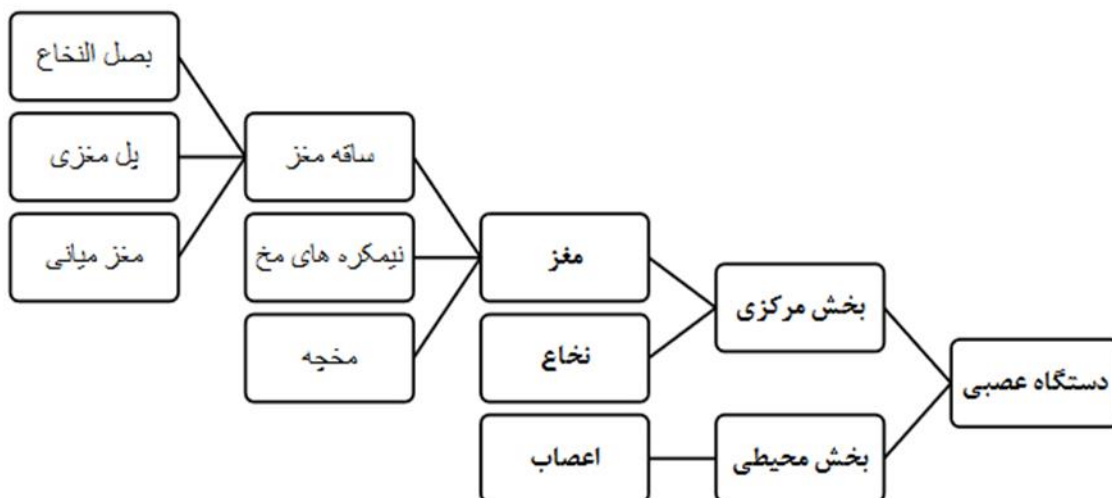 دستگاه عصبی
بخش مرکزی
مغز
ساقه مغز
بصل النخاع
پل مغزی
مغز میانی
نیمکره های مخ
مخچه
نخاع
بخش محیطی
اعصاب